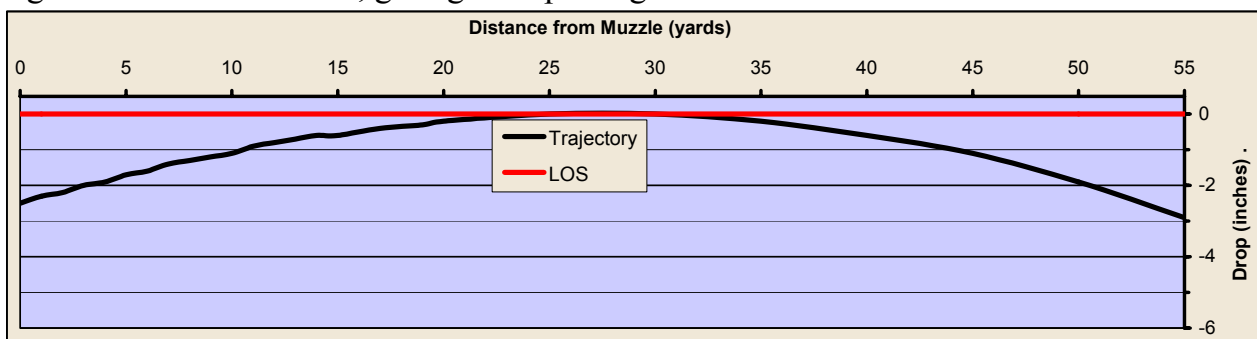 Distance from Muzzle (yards)
0 5 10 15 20 25 30 35 40 45 50 55
0
-2
-4
-6
Drop (inches) .
Trajectory
LOS